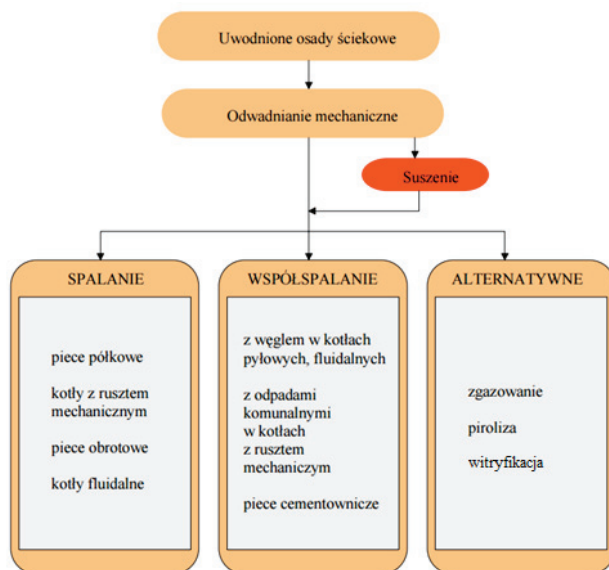 Uwodnione osady ściekowe
Odwadnianie mechaniczne
Suszenie
SPALANIE
piece półkowe
kotły z rusztem
mechanicznym
piece obrotowe
kotły fluidalne
WSPÓŁSPALANIE
z węglem w kotłach
pyłowych, fluidalnych
z odpadami
komunalnymi
w kotłach
z rusztem
mechaniczym
piece cementownicze
ALTERNATYWNE
zgazowanie
piroliza
witryfikacja